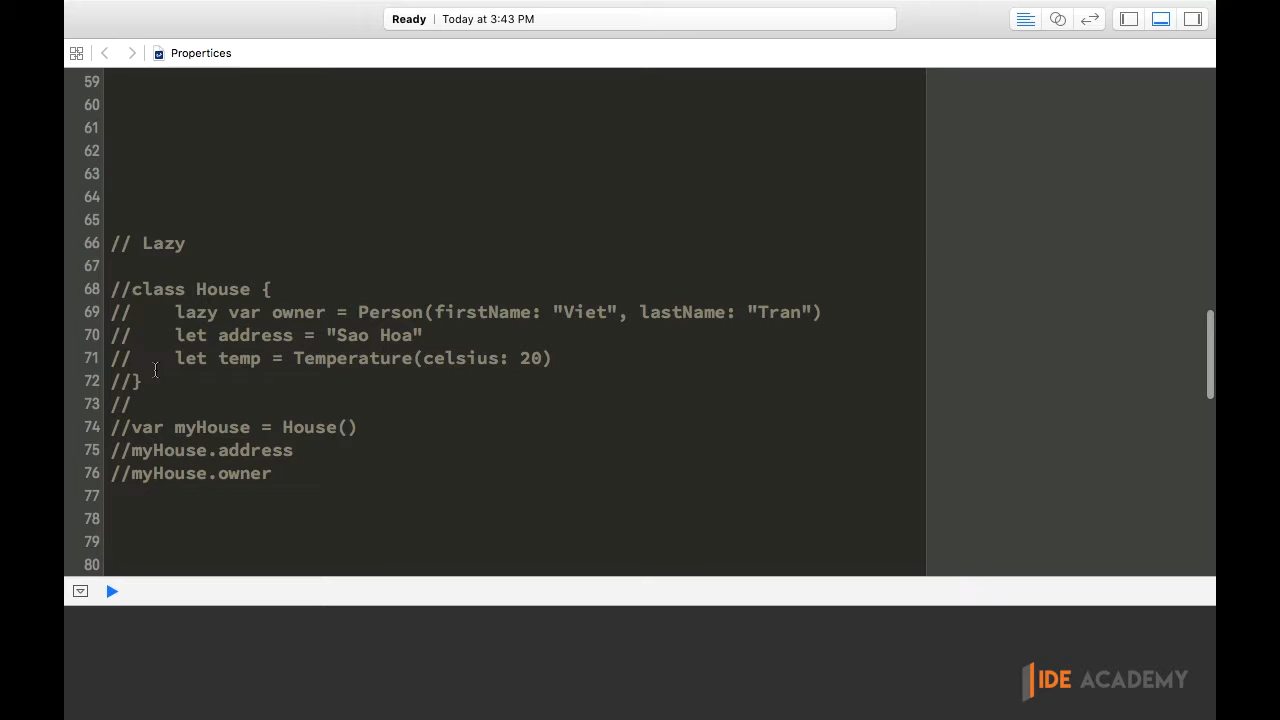 Ready Today at 3:43 PM
Propertices
59
60
61
62
63
64
65
66 // Lazy
67
68 //class House {
69 //    lazy var owner = Person(firstName: "Viet", lastName: "Tran")
70 //    let address = "Sao Hoa"
71 //    let temp = Temperature(celsius: 20)
72 //}
73 //
74 //var myHouse = House()
75 //myHouse.address
76 //myHouse.owner
77
78
79
80
IDE ACADEMY